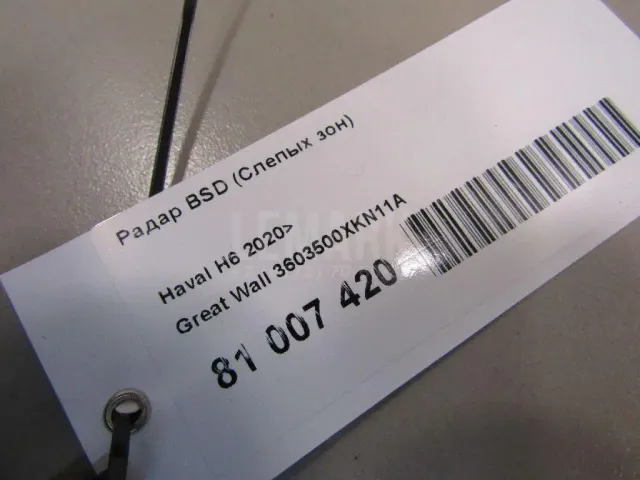 Радар BSD (Слепых зон)
Haval H6 2020>
Great Wall 3603500XKN11A
81 007 420